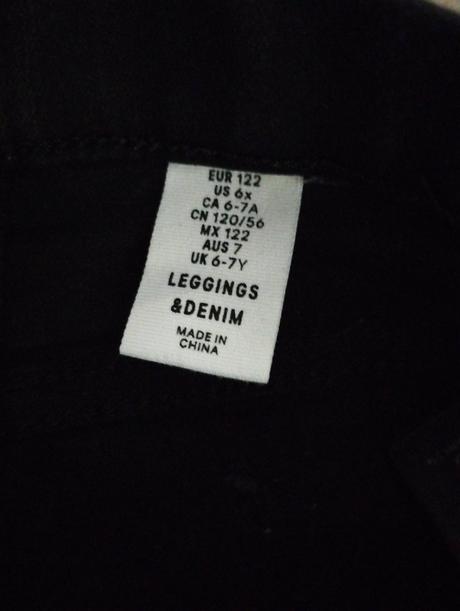 EUR 122
US 6x
CA 6-7A
CN 120/56
MX 122
AUS 7
UK 6-7Y
LEGGINGS
&DENIM
MADE IN
CHINA